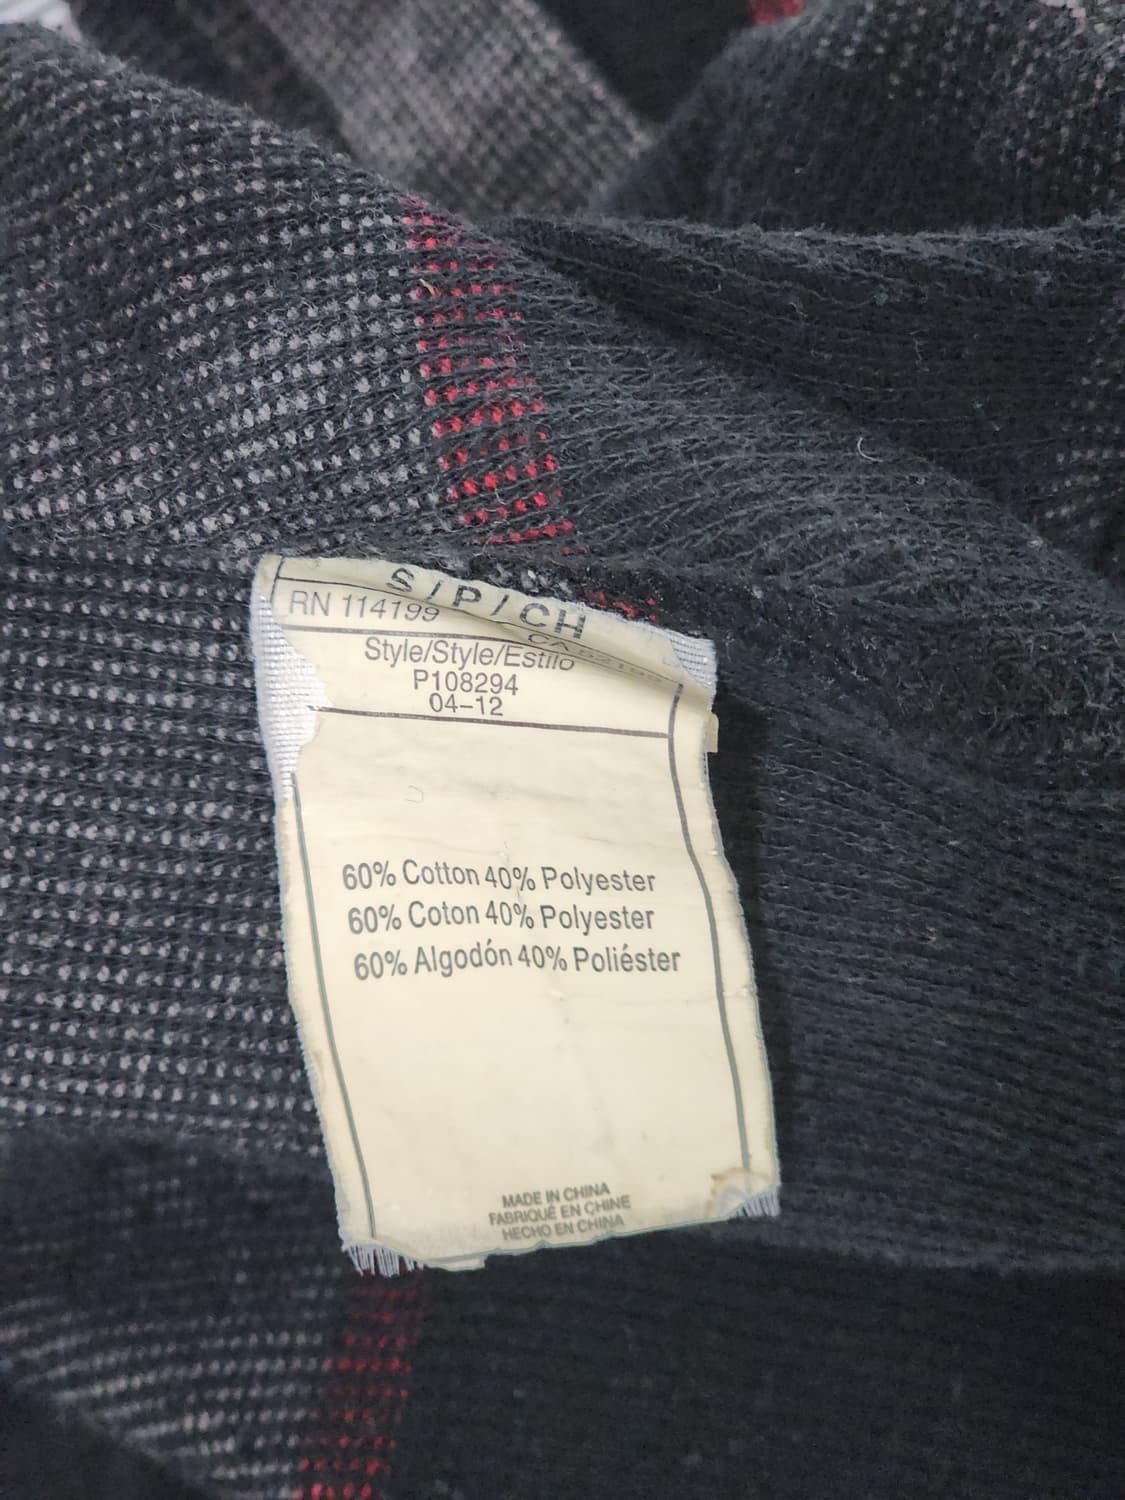 S/P/CH
RN 114199
Style/Style/Estilo
P108294
04-12
60% Cotton 40% Polyester
60% Coton 40% Polyester
60% Algodón 40% Poliéster
MADE IN CHINA
FABRIQUÉ EN CHINE
HECHO EN CHINA